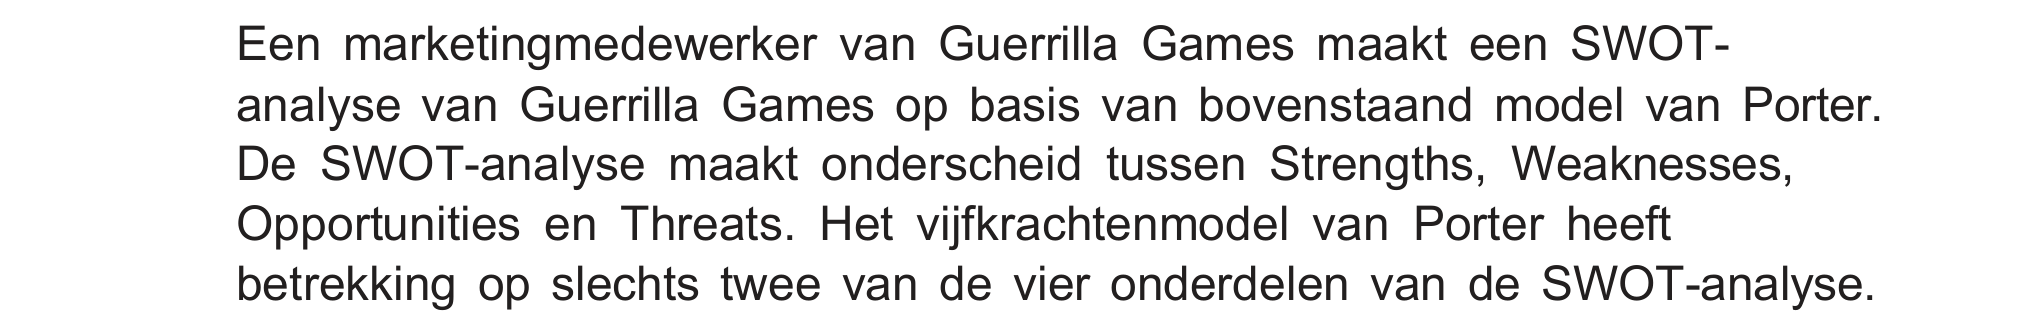 Een marketingmedewerker van Guerrilla Games maakt een SWOT-
analyse van Guerrilla Games op basis van bovenstaand model van Porter.
De SWOT-analyse maakt onderscheid tussen Strengths, Weaknesses,
Opportunities en Threats. Het vijfkrachtenmodel van Porter heeft
betrekking op slechts twee van de vier onderdelen van de SWOT-analyse.